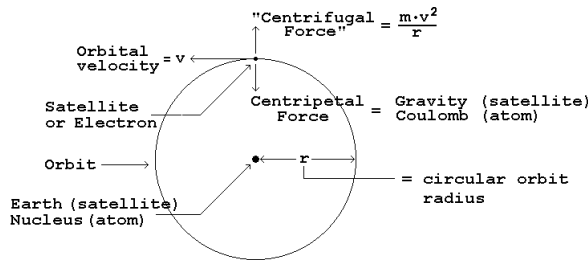 "Centrifugal Force" = m·v²/r
Orbital velocity = v
Satellite or Electron
Centripetal Force = Gravity (satellite) Coulomb (atom)
Orbit
r
Earth (satellite)
Nucleus (atom)
= circular orbit radius